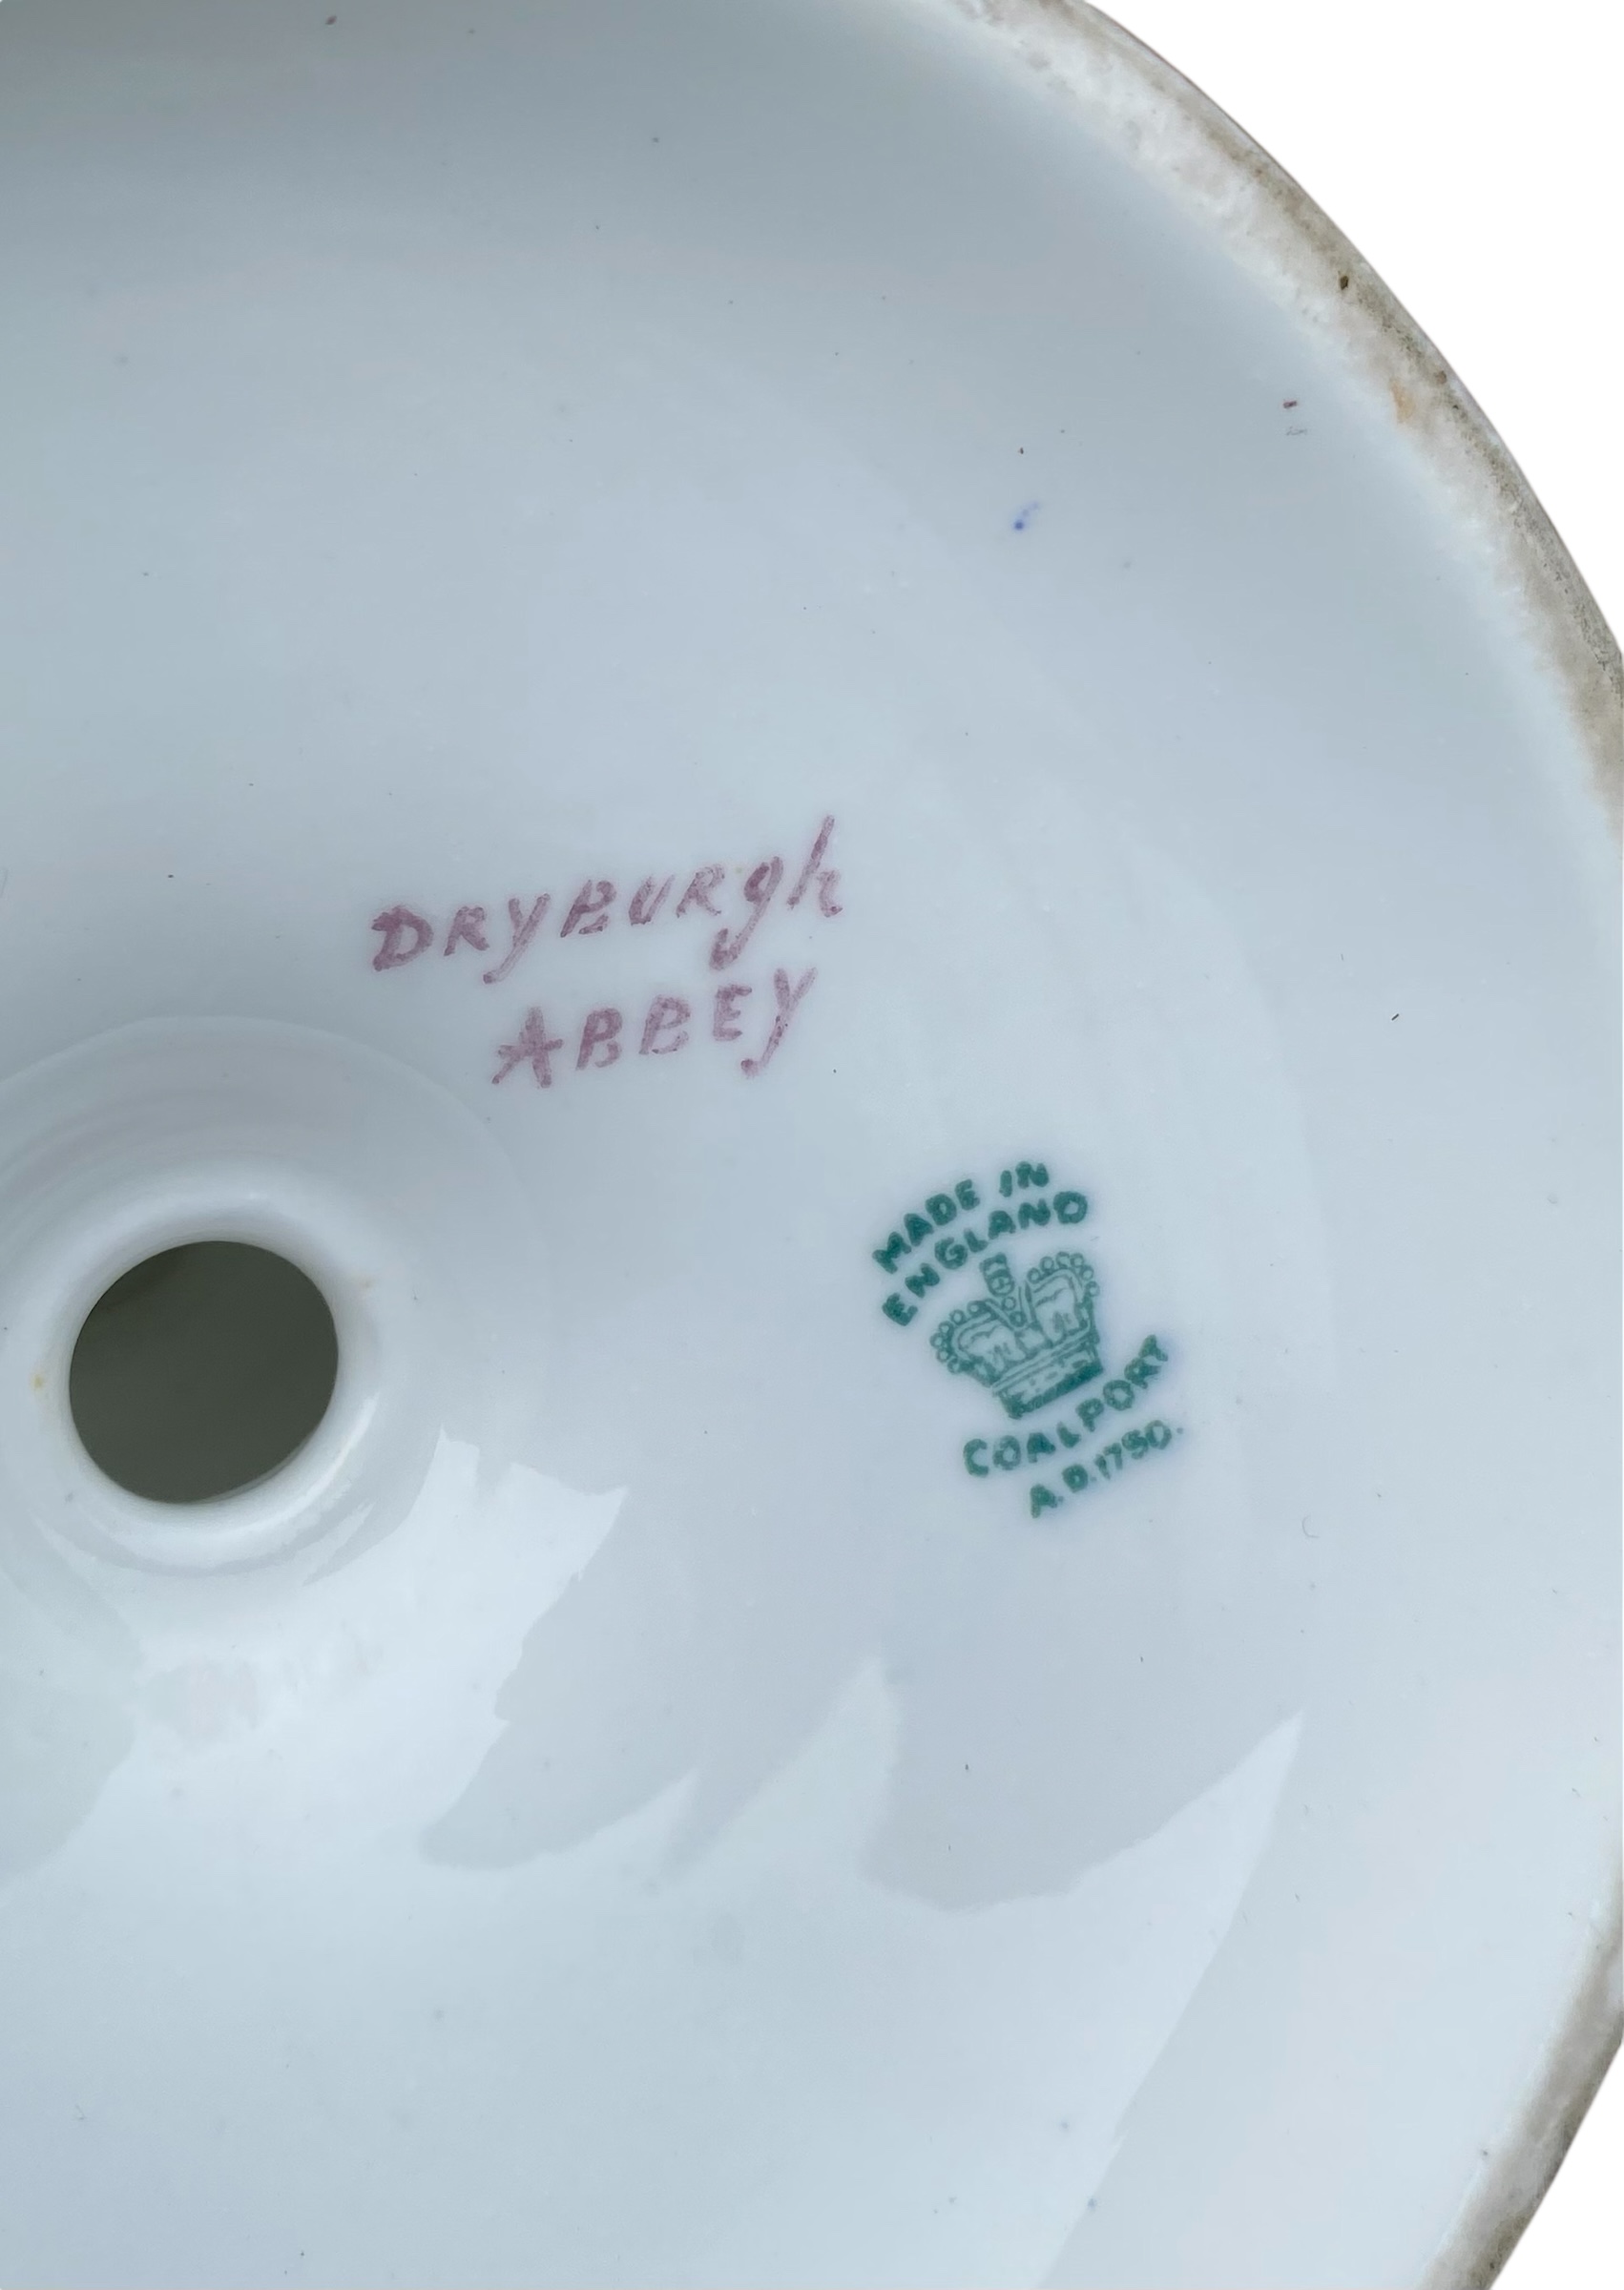 DRYBURgh
ABBEY
MADE IN
ENGLAND
COALPORT
A.D.1750.